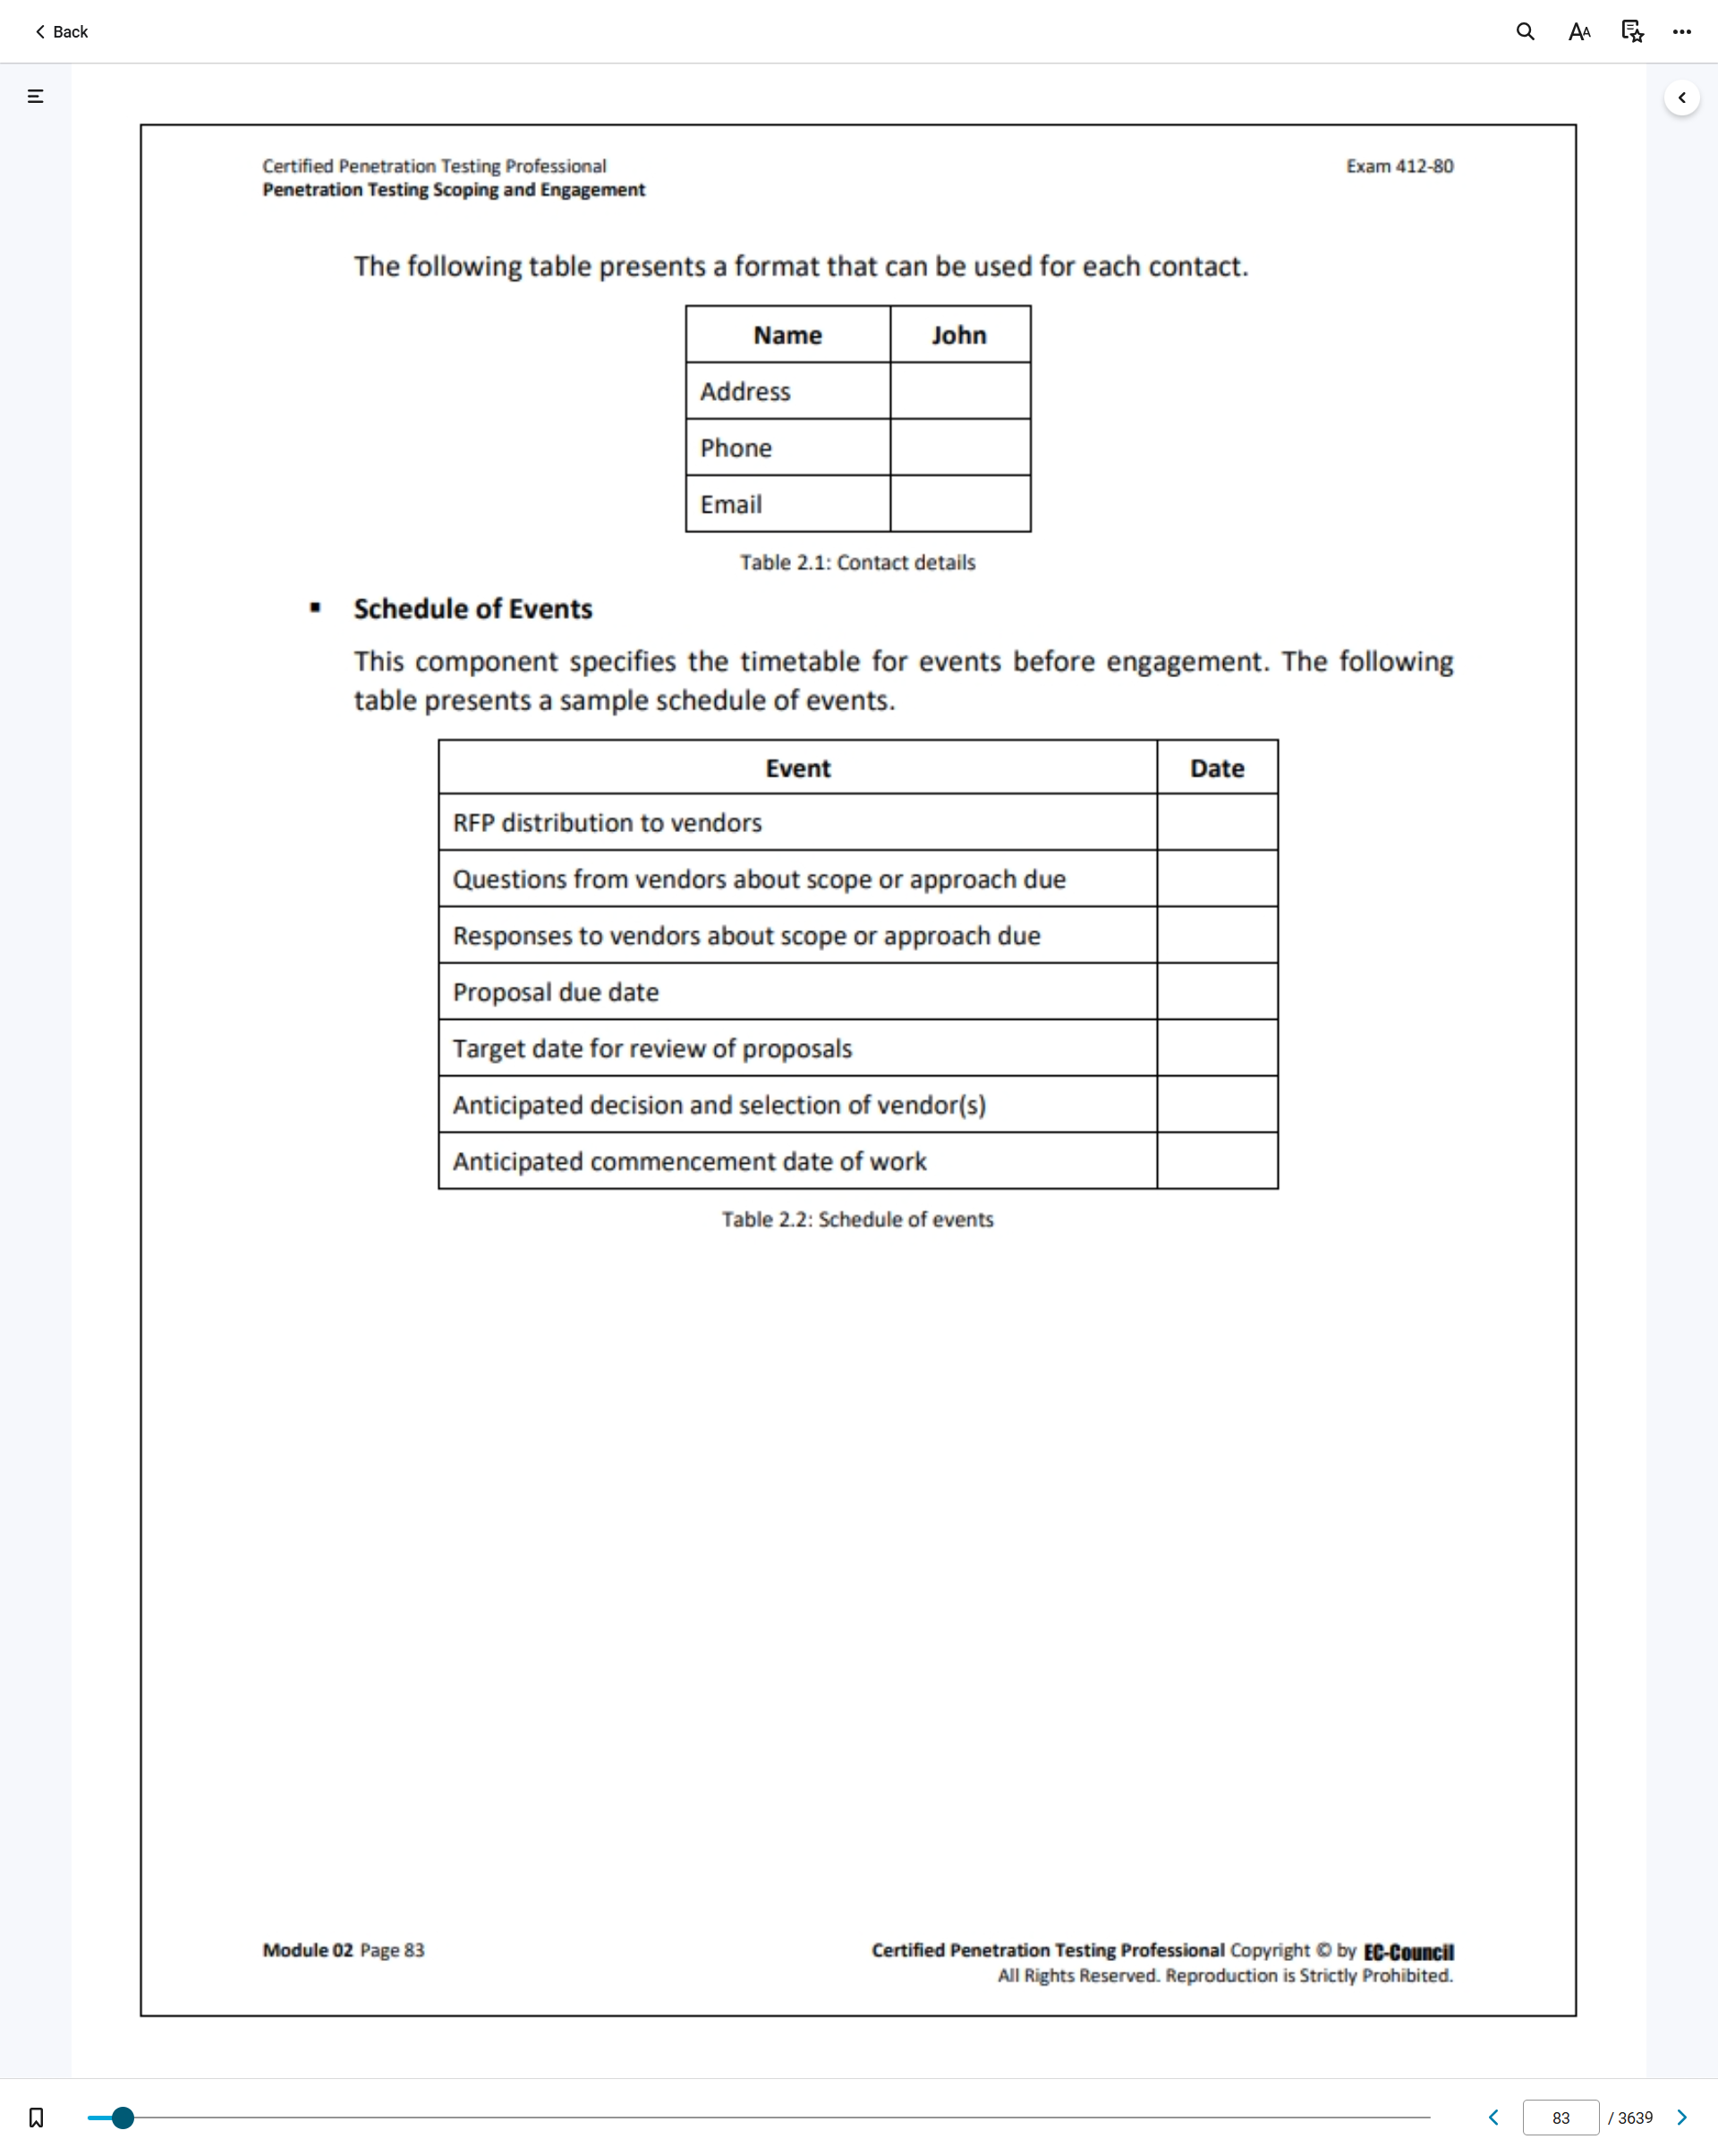 Back
Certified Penetration Testing Professional
Exam 412-80
Penetration Testing Scoping and Engagement
The following table presents a format that can be used for each contact.
Name John
Address
Phone
Email
Table 2.1: Contact details
▪ Schedule of Events
This component specifies the timetable for events before engagement. The following
table presents a sample schedule of events.
Event Date
RFP distribution to vendors
Questions from vendors about scope or approach due
Responses to vendors about scope or approach due
Proposal due date
Target date for review of proposals
Anticipated decision and selection of vendor(s)
Anticipated commencement date of work
Table 2.2: Schedule of events
Module 02 Page 83
Certified Penetration Testing Professional Copyright © by EC-Council
All Rights Reserved. Reproduction is Strictly Prohibited.
83 / 3639